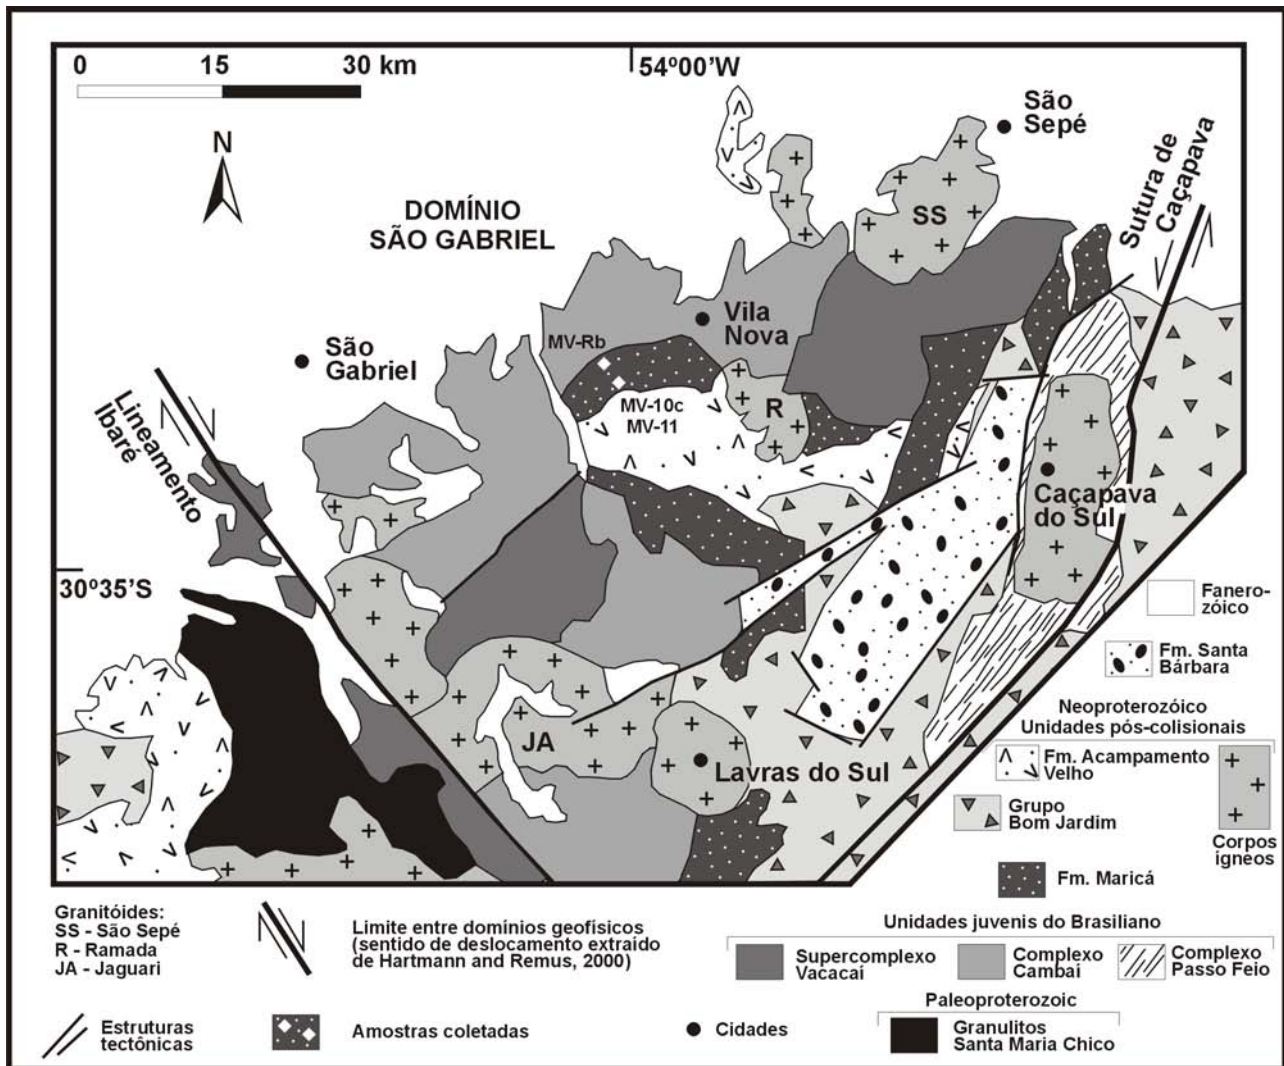 0 15 30 km
54º00'W
São
Sepé
N
DOMÍNIO
SÃO GABRIEL
SS
Sutura de
Caçapava
São
Gabriel
Vila
Nova
MV-Rb
MV-10c
MV-11
R
Lineamento
Ibaré
Caçapava
do Sul
30º35'S
JA
Lavras do Sul
Fanero-
zóico
Fm. Santa
Bárbara
Neoproterozóico
Unidades pós-colisionais
Fm. Acampamento
Velho
Grupo
Bom Jardim
Corpos
ígneos
Fm. Maricá
Granitóides:
SS - São Sepé
R - Ramada
JA - Jaguari
Limite entre domínios geofísicos
(sentido de deslocamento extraído
de Hartmann and Remus, 2000)
Unidades juvenis do Brasiliano
Supercomplexo
Vacacaí
Complexo
Cambaí
Complexo
Passo Feio
Paleoproterozoic
Estruturas
tectônicas
Amostras coletadas
Cidades
Granulitos
Santa Maria Chico